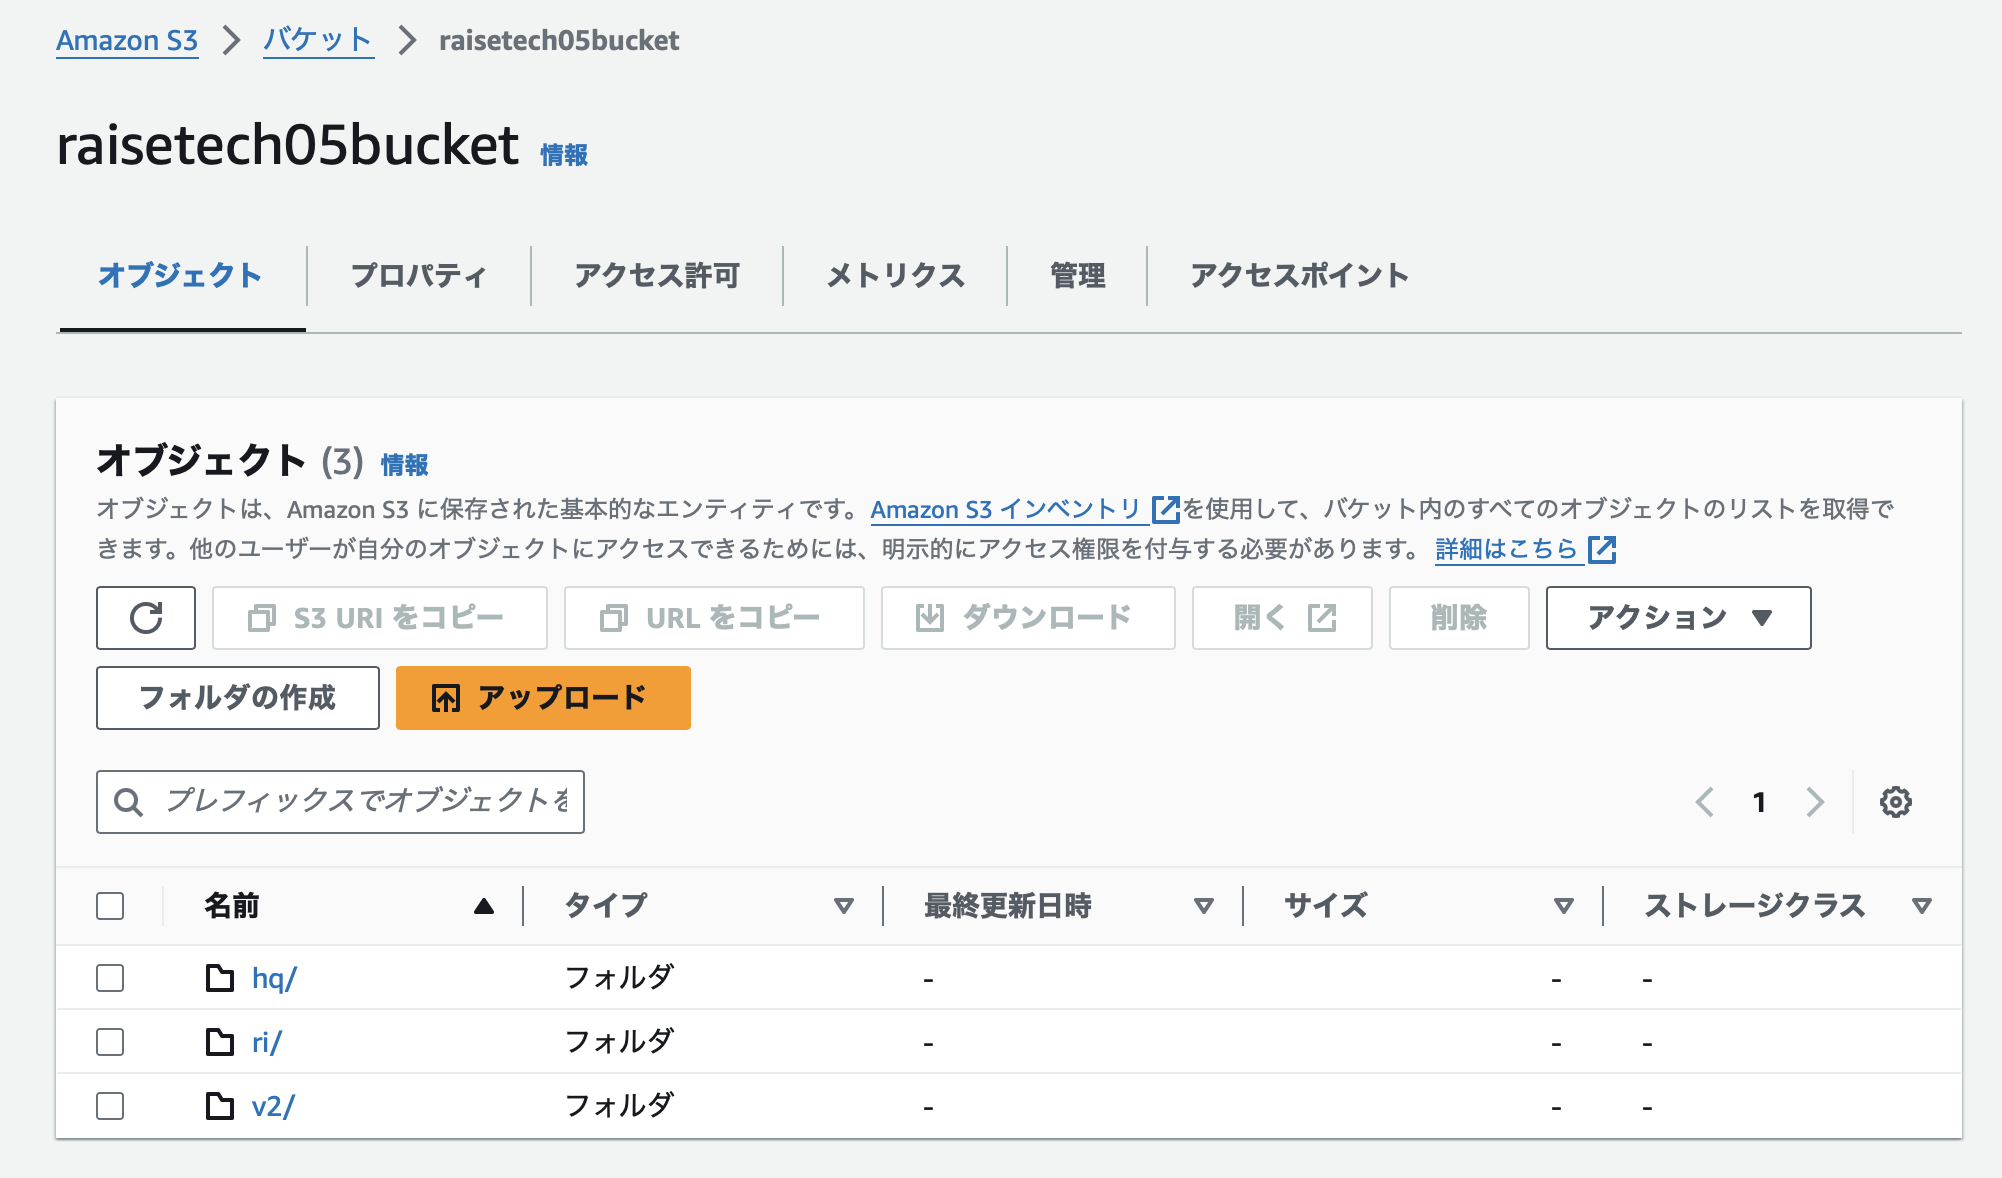 Amazon S3 > バケット > raisetech05bucket
raisetech05bucket 情報
オブジェクト プロパティ アクセス許可 メトリクス 管理 アクセスポイント
オブジェクト (3) 情報
オブジェクトは、Amazon S3 に保存された基本的なエンティティです。Amazon S3 インベントリ を使用して、バケット内のすべてのオブジェクトのリストを取得で
きます。他のユーザーが自分のオブジェクトにアクセスできるためには、明示的にアクセス権限を付与する必要があります。詳細はこちら
S3 URI をコピー URL をコピー ダウンロード 開く 削除 アクション
フォルダの作成 アップロード
プレフィックスでオブジェクトを
1
名前 タイプ 最終更新日時 サイズ ストレージクラス
hq/ フォルダ - - -
ri/ フォルダ - - -
v2/ フォルダ - - -